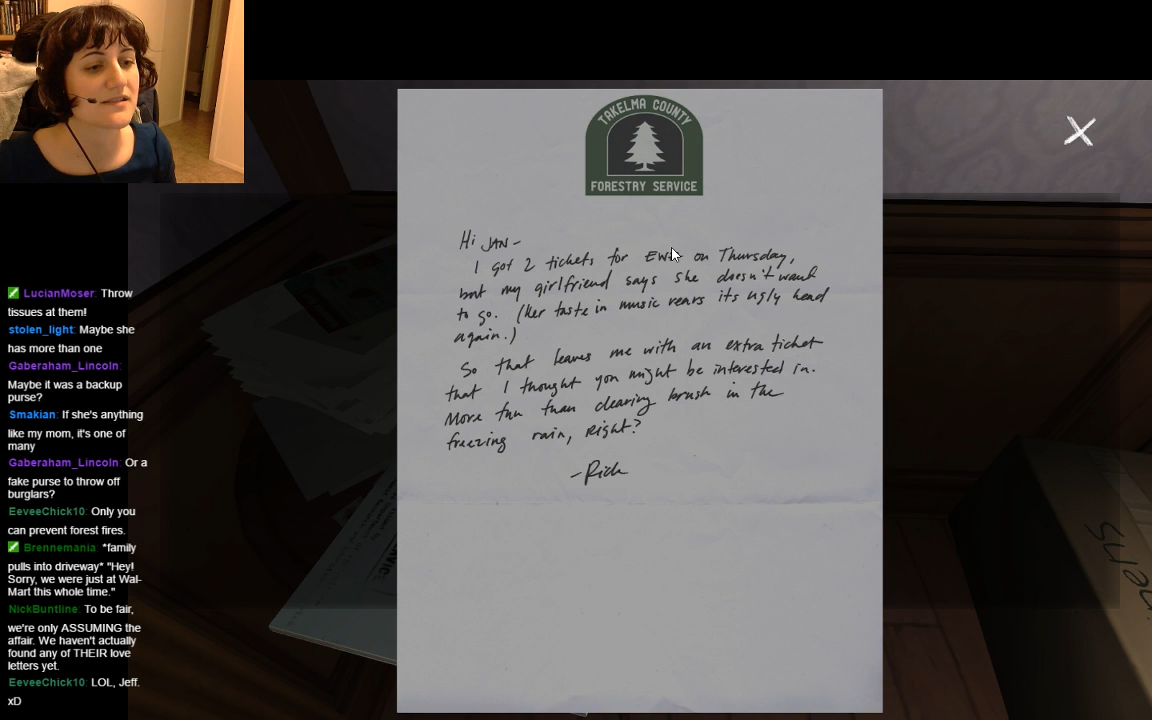 TAKELMA COUNTY
FORESTRY SERVICE
Hi JAN-
I got 2 tickets for on Thursday,
but my girlfriend says she doesn't want
to go. (Her taste in music rears its ugly head
again.)
So that leaves me with an extra ticket
that I thought you might be interested in.
More fun than clearing brush in the
freezing rain, right?
-Rick
LucianMoser: Throw
tissues at them!
stolen_light: Maybe she
has more than one
Gaberaham_Lincoln:
Maybe it was a backup
purse?
Smakian: If she's anything
like my mom, it's one of
many
Gaberaham_Lincoln: Or a
fake purse to throw off
burglars?
EeveeChick10: Only you
can prevent forest fires.
Brennemania: *family
pulls into driveway* "Hey!
Sorry, we were just at Wal-
Mart this whole time."
NickBuntline: To be fair,
we're only ASSUMING the
affair. We haven't actually
found any of THEIR love
letters yet.
EeveeChick10: LOL, Jeff.
xD